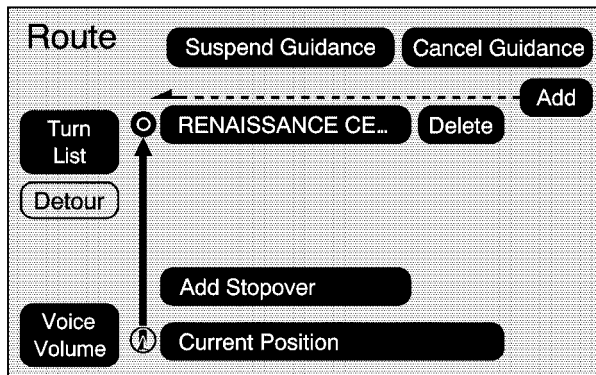 Route
Suspend Guidance
Cancel Guidance
Add
Turn
List
RENAISSANCE CE...
Delete
Detour
Add Stopover
Voice
Volume
Current Position